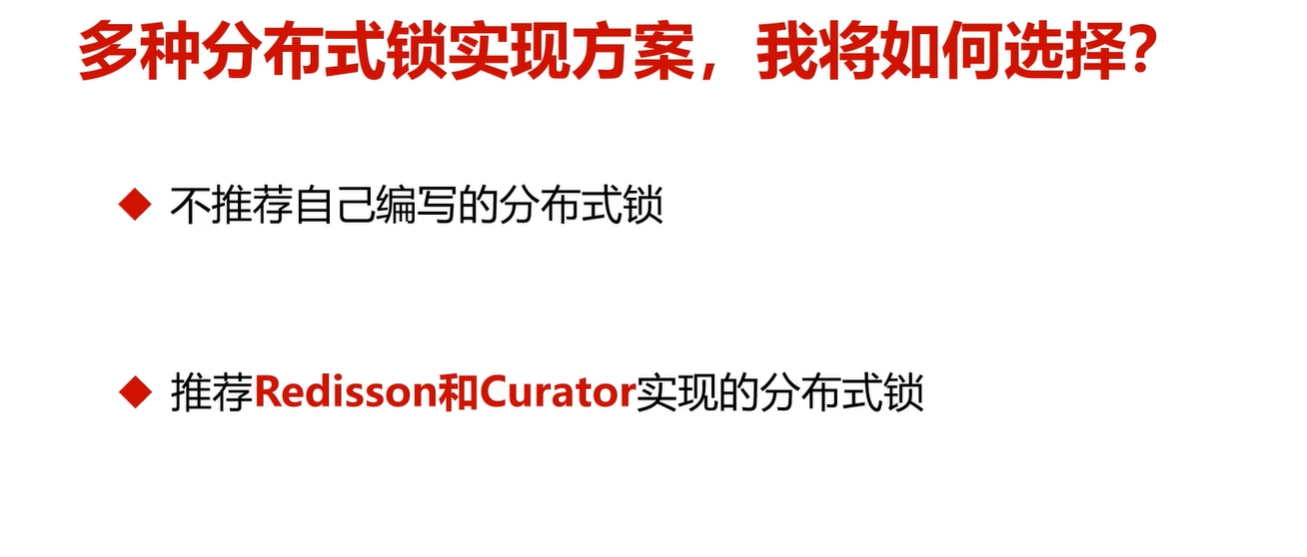 多种分布式锁实现方案，我将如何选择？
不推荐自己编写的分布式锁
推荐Redisson和Curator实现的分布式锁